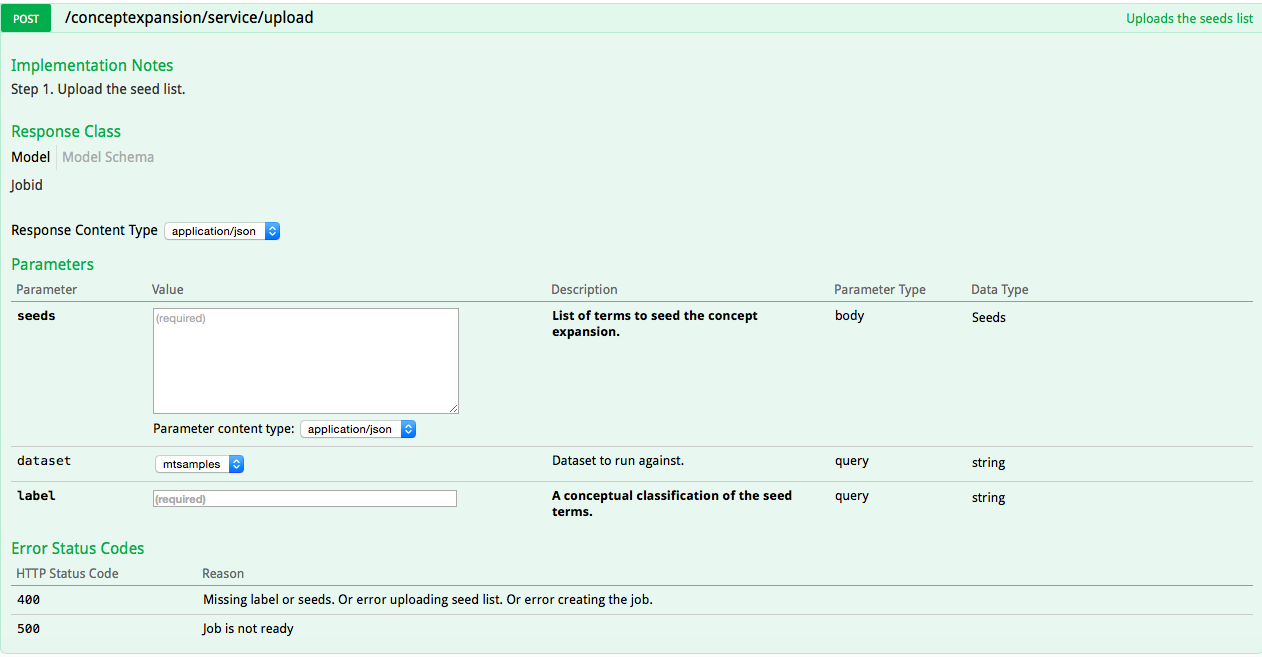 POST /conceptexpansion/service/upload Uploads the seeds list
Implementation Notes
Step 1. Upload the seed list.
Response Class
Model Model Schema
Jobid
Response Content Type application/json
Parameters
Parameter Value Description Parameter Type Data Type
seeds (required) List of terms to seed the concept body Seeds
expansion.
Parameter content type: application/json
dataset mtsamples Dataset to run against. query string
label (required) A conceptual classification of the seed query string
terms.
Error Status Codes
HTTP Status Code Reason
400 Missing label or seeds. Or error uploading seed list. Or error creating the job.
500 Job is not ready